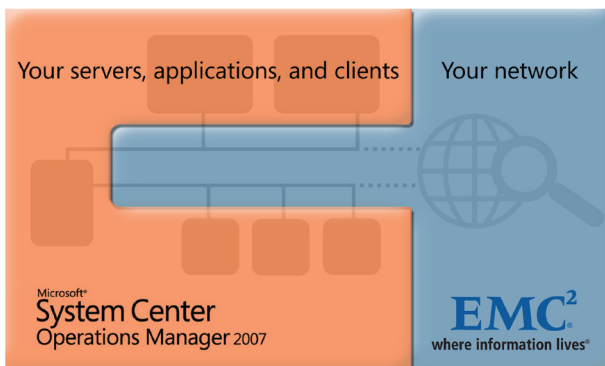 Your servers, applications, and clients
Your network
Microsoft®
System Center
Operations Manager 2007
EMC²®
where information lives®